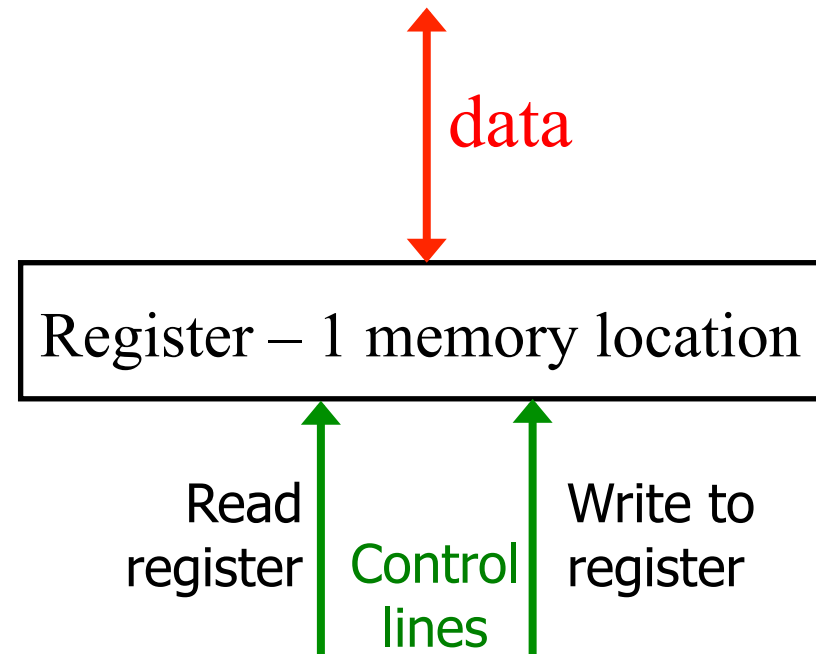 data
Register – 1 memory location
Read
register
Control
lines
Write to
register